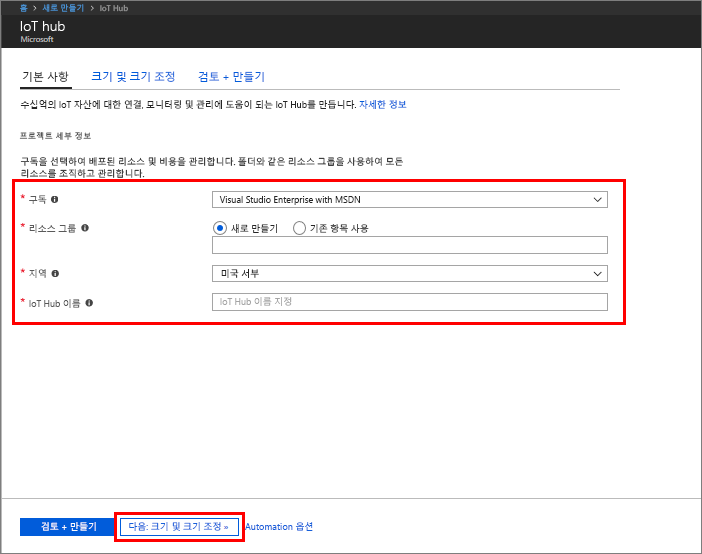 홈 > 새로 만들기 > IoT Hub
IoT hub
Microsoft
기본 사항 크기 및 크기 조정 검토 + 만들기
수십억의 IoT 자산에 대한 연결, 모니터링 및 관리에 도움이 되는 IoT Hub를 만듭니다. 자세한 정보
프로젝트 세부 정보
구독을 선택하여 배포된 리소스 및 비용을 관리합니다. 폴더와 같은 리소스 그룹을 사용하여 모든
리소스를 조직하고 관리합니다.
* 구독 Visual Studio Enterprise with MSDN
* 리소스 그룹 새로 만들기 기존 항목 사용
* 지역 미국 서부
* IoT Hub 이름 IoT Hub 이름 지정
검토 + 만들기 다음: 크기 및 크기 조정 » Automation 옵션